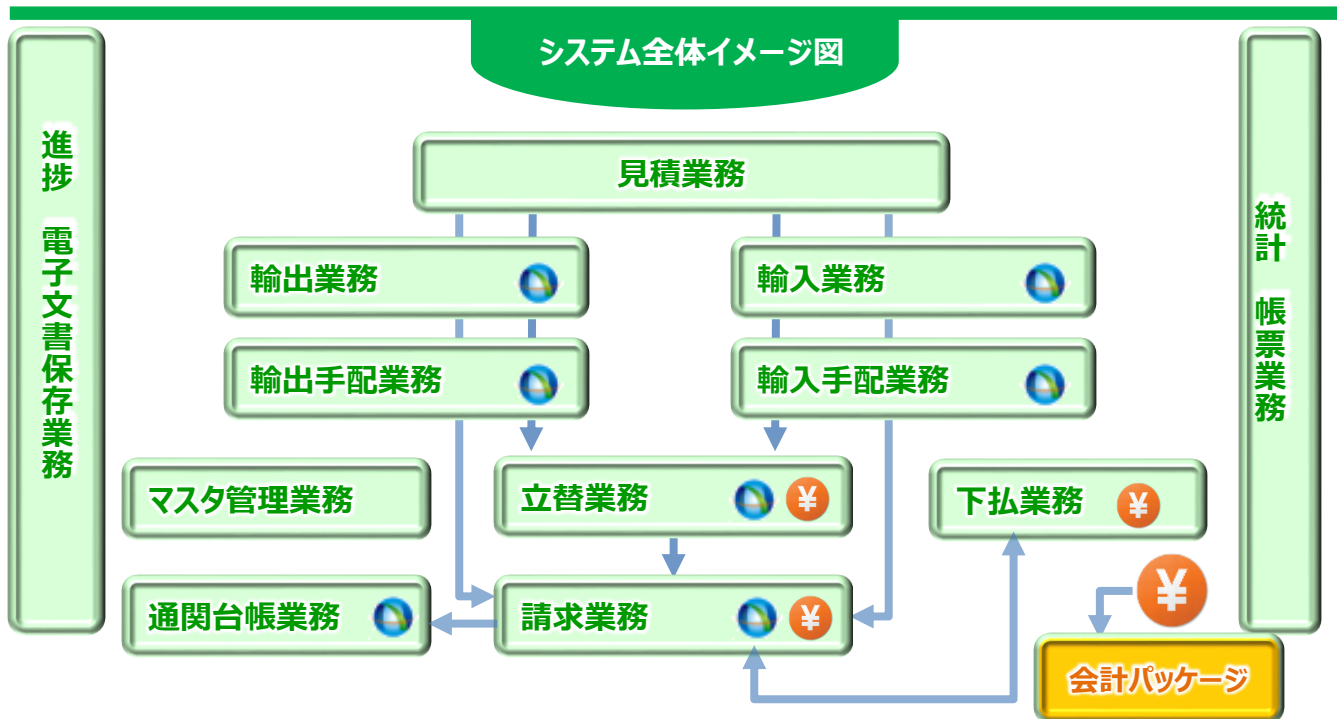 システム全体イメージ図
進捗 電子文書保存業務
見積業務
統計 帳票業務
輸出業務
輸入業務
輸出手配業務
輸入手配業務
マスタ管理業務
立替業務
¥
下払業務
¥
¥
通関台帳業務
請求業務
¥
会計パッケージ